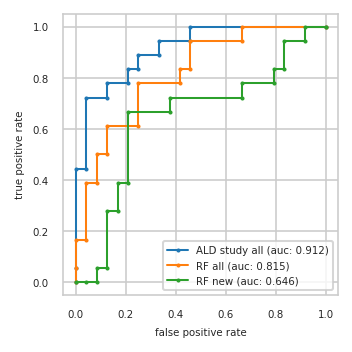 1.0
0.8
0.6
0.4
0.2
0.0
true positive rate
ALD study all (auc: 0.912)
RF all (auc: 0.815)
RF new (auc: 0.646)
0.0 0.2 0.4 0.6 0.8 1.0
false positive rate